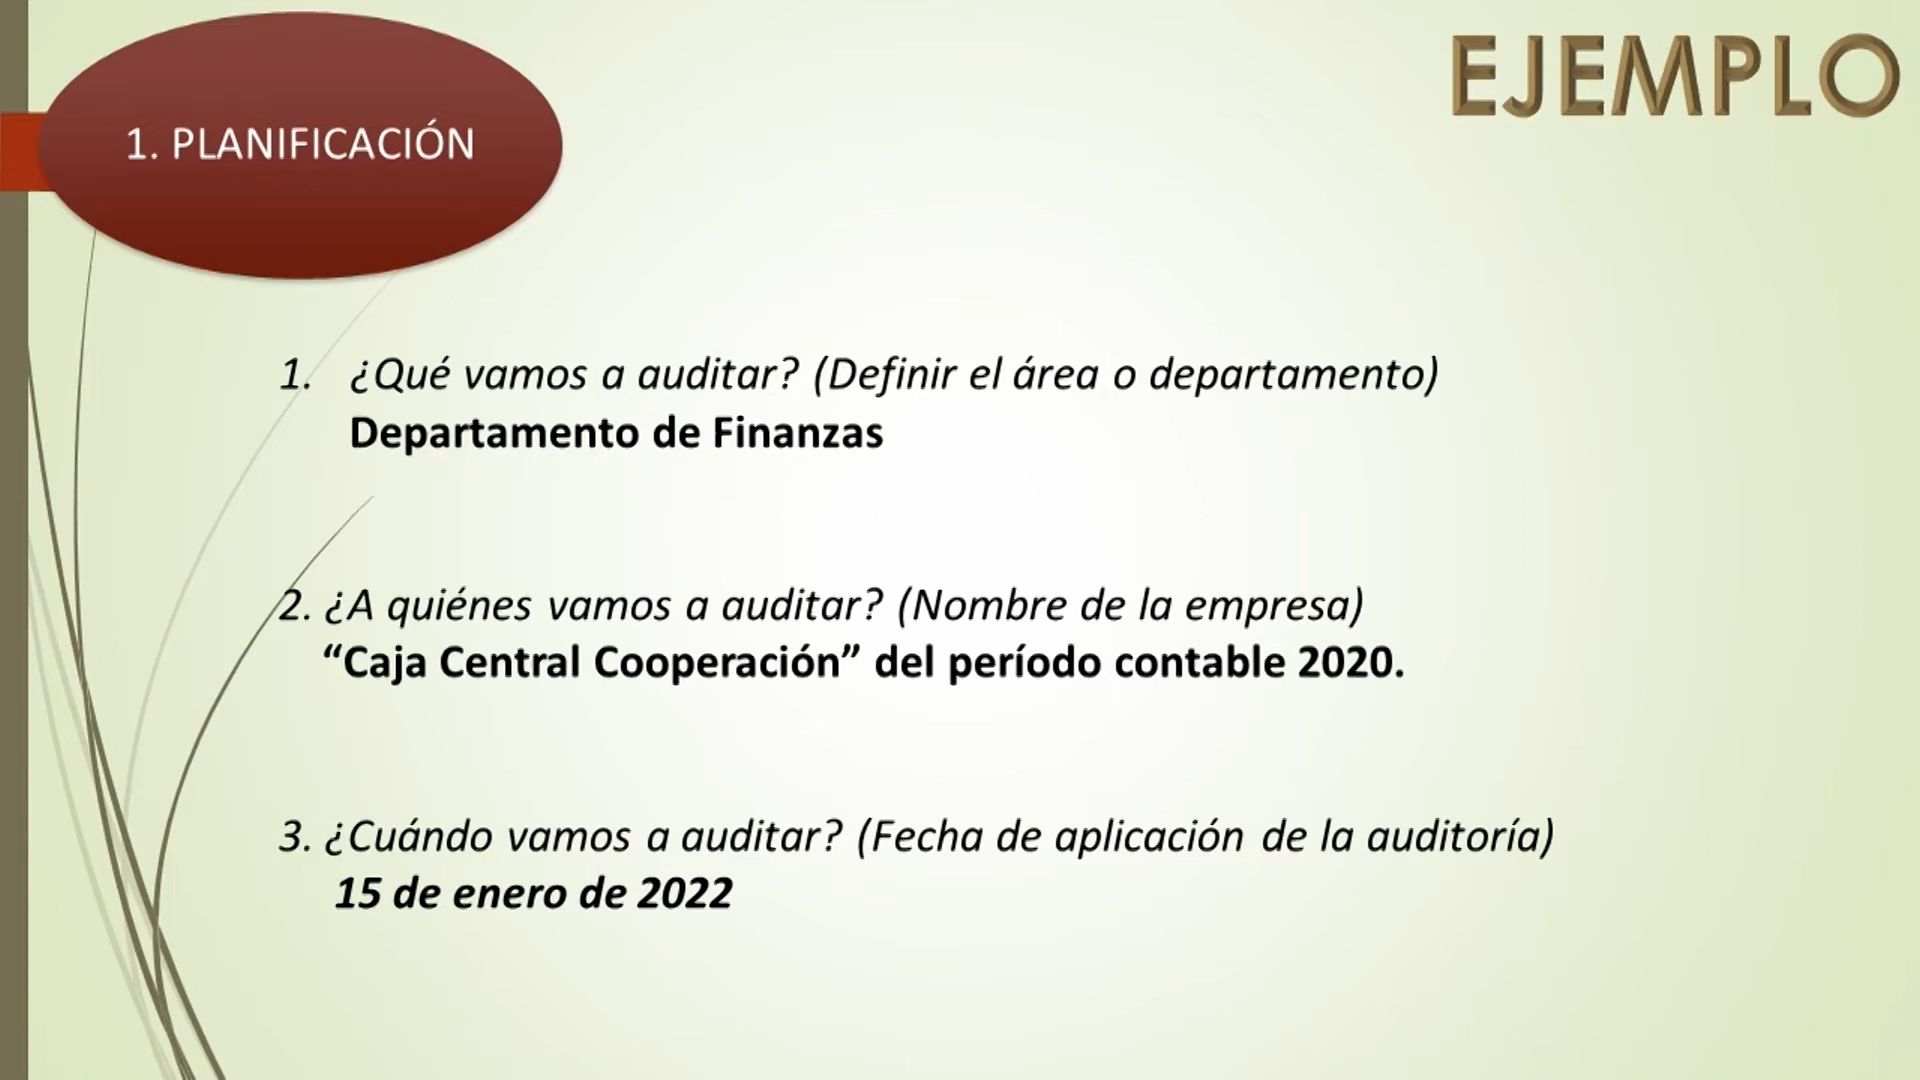 1. PLANIFICACIÓN
EJEMPLO
1. ¿Qué vamos a auditar? (Definir el área o departamento)
Departamento de Finanzas
2. ¿A quiénes vamos a auditar? (Nombre de la empresa)
“Caja Central Cooperación” del período contable 2020.
3. ¿Cuándo vamos a auditar? (Fecha de aplicación de la auditoría)
15 de enero de 2022